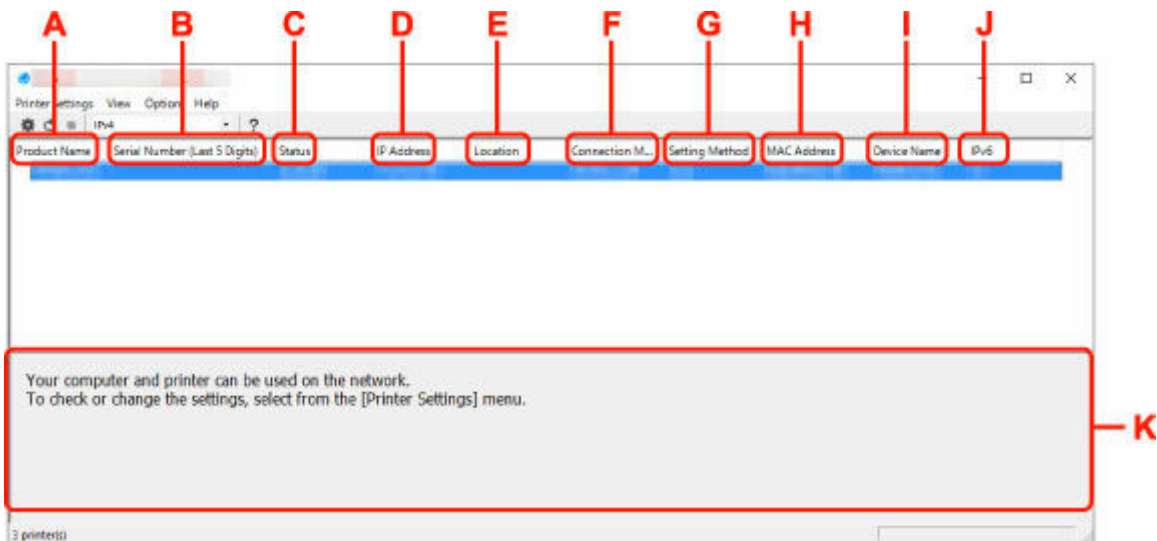 A B C D E F G H I J
Printer Settings View Option Help
IPv4 ?
Product Name Serial Number (Last 5 Digits) Status IP Address Location Connection M... Setting Method MAC Address Device Name IPv6
Your computer and printer can be used on the network.
To check or change the settings, select from the [Printer Settings] menu.
K
3 printer(s)